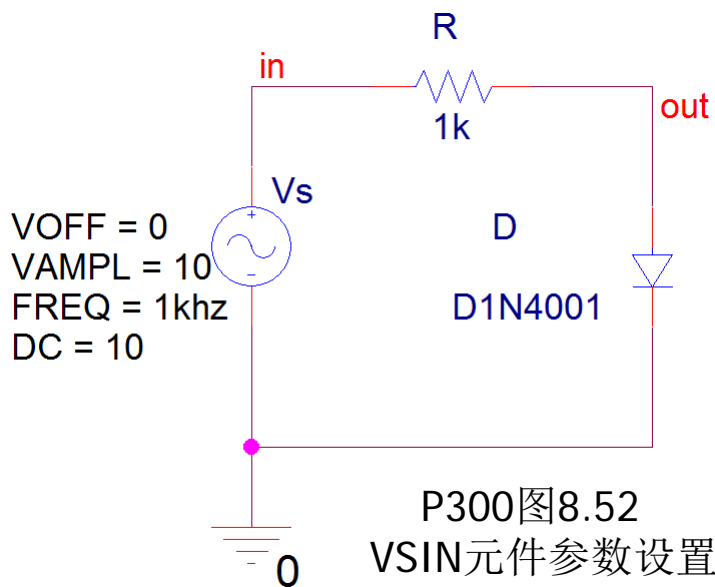 R
in
1k
out
Vs
+
-
VOFF = 0
VAMPL = 10
FREQ = 1khz
DC = 10
D
D1N4001
0
P300图8.52
VSIN元件参数设置